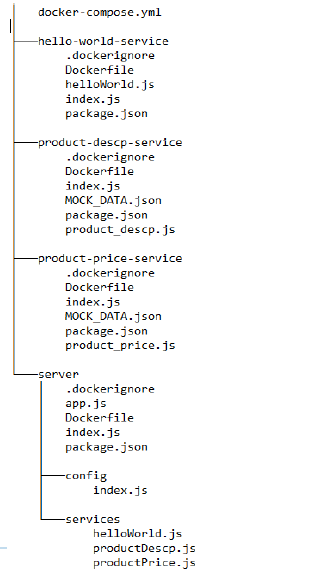 docker-compose.yml
hello-world-service
.dockerignore
Dockerfile
helloWorld.js
index.js
package.json
product-descp-service
.dockerignore
Dockerfile
index.js
MOCK_DATA.json
package.json
product_descp.js
product-price-service
.dockerignore
Dockerfile
index.js
MOCK_DATA.json
package.json
product_price.js
server
.dockerignore
app.js
Dockerfile
index.js
package.json
config
index.js
services
helloWorld.js
productDescp.js
productPrice.js